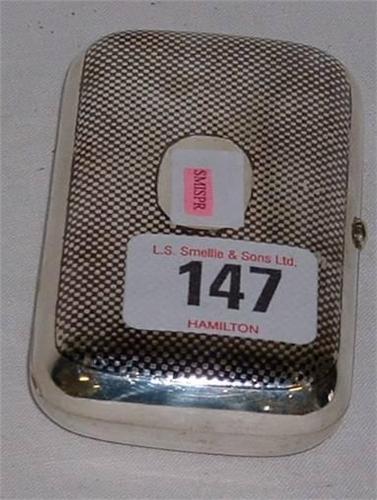 SMISPR
L.S. Smellie & Sons Ltd.
147
HAMILTON